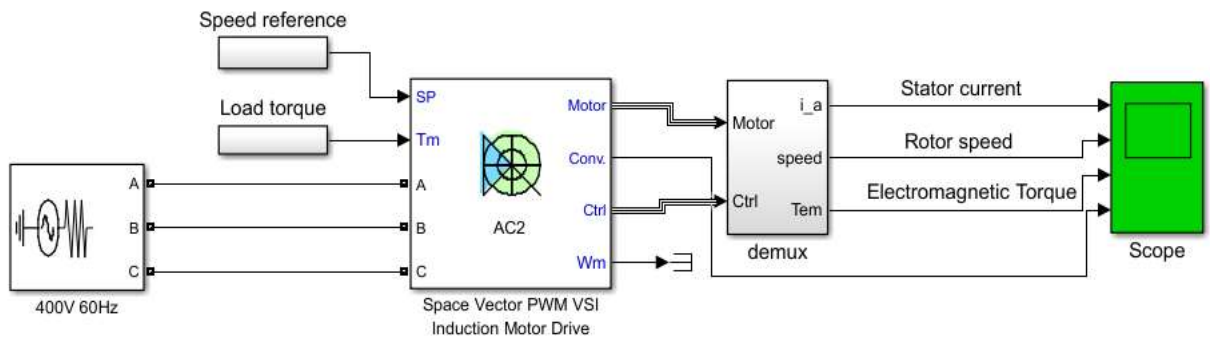 Speed reference
Load torque
SP
Tm
A
B
C
Motor
Conv.
Ctrl
Wm
AC2
Space Vector PWM VSI
Induction Motor Drive
A
B
C
400V 60Hz
Motor
Ctrl
i_a
speed
Tem
demux
Stator current
Rotor speed
Electromagnetic Torque
Scope